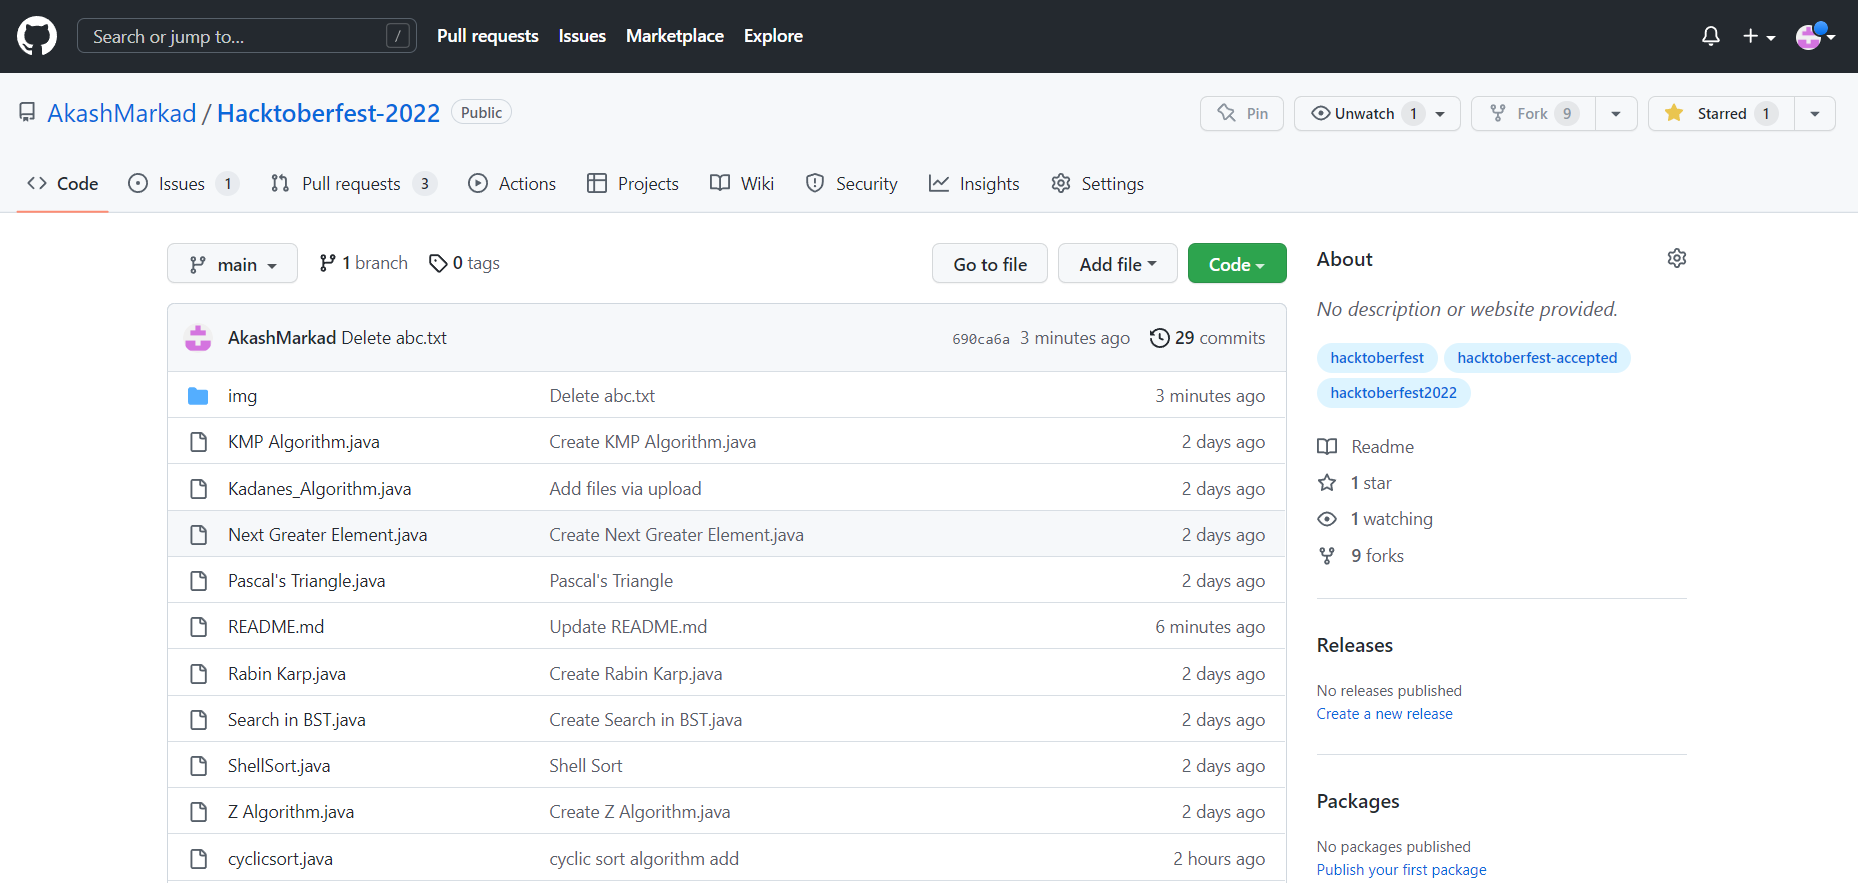 Search or jump to... / Pull requests Issues Marketplace Explore
AkashMarkad / Hacktoberfest-2022 Public Pin Unwatch 1 Fork 9 Starred 1
Code Issues 1 Pull requests 3 Actions Projects Wiki Security Insights Settings
main 1 branch 0 tags Go to file Add file Code
AkashMarkad Delete abc.txt 690ca6a 3 minutes ago 29 commits
img Delete abc.txt 3 minutes ago
KMP Algorithm.java Create KMP Algorithm.java 2 days ago
Kadanes_Algorithm.java Add files via upload 2 days ago
Next Greater Element.java Create Next Greater Element.java 2 days ago
Pascal's Triangle.java Pascal's Triangle 2 days ago
README.md Update README.md 6 minutes ago
Rabin Karp.java Create Rabin Karp.java 2 days ago
Search in BST.java Create Search in BST.java 2 days ago
ShellSort.java Shell Sort 2 days ago
Z Algorithm.java Create Z Algorithm.java 2 days ago
cyclicsort.java cyclic sort algorithm add 2 hours ago
About
No description or website provided.
hacktoberfest hacktoberfest-accepted
hacktoberfest2022
Readme
1 star
1 watching
9 forks
Releases
No releases published
Create a new release
Packages
No packages published
Publish your first package